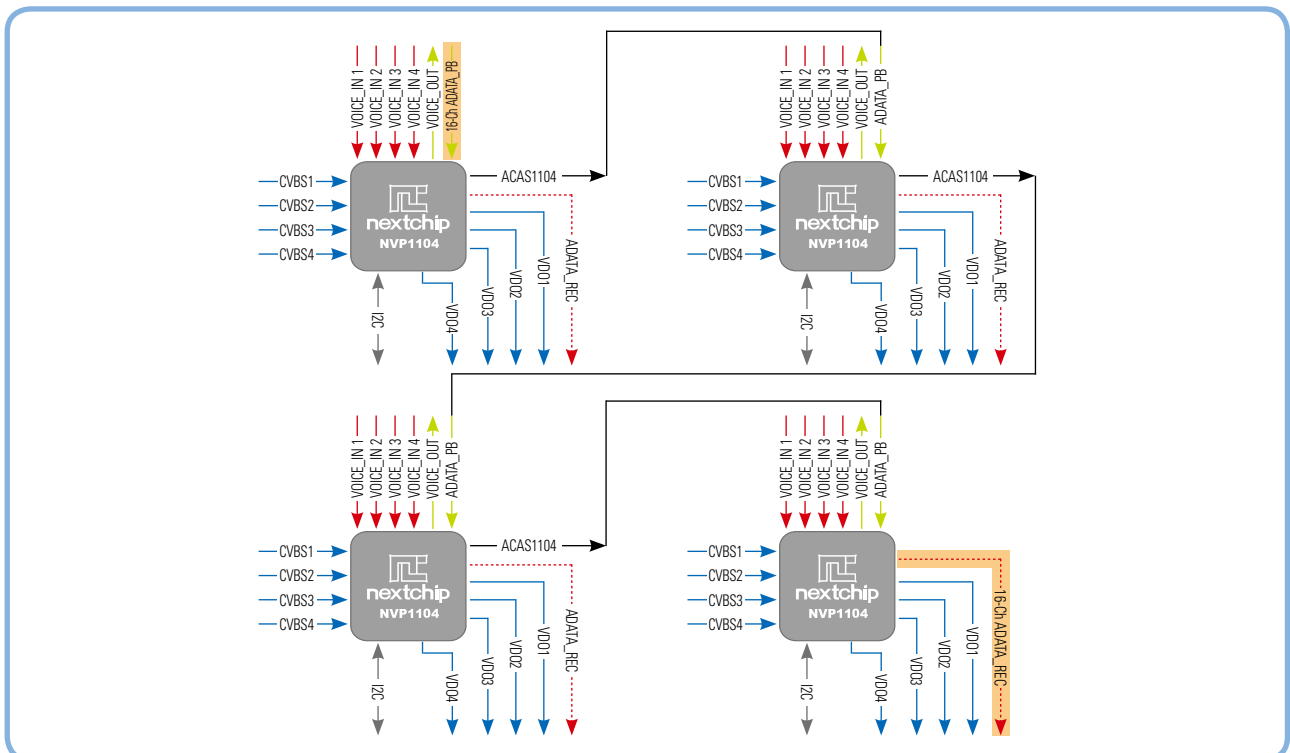 VOICE_IN 1
VOICE_IN 2
VOICE_IN 3
VOICE_IN 4
VOICE_OUT
16-Ch ADATA_PB
CVBS1
CVBS2
CVBS3
CVBS4
nextchip
NVP1104
ACAS1104
I2C
VDO4
VDO3
VDO2
VDO1
ADATA_REC
VOICE_IN 1
VOICE_IN 2
VOICE_IN 3
VOICE_IN 4
VOICE_OUT
ADATA_PB
CVBS1
CVBS2
CVBS3
CVBS4
nextchip
NVP1104
ACAS1104
I2C
VDO4
VDO3
VDO2
VDO1
ADATA_REC
VOICE_IN 1
VOICE_IN 2
VOICE_IN 3
VOICE_IN 4
VOICE_OUT
ADATA_PB
CVBS1
CVBS2
CVBS3
CVBS4
nextchip
NVP1104
ACAS1104
I2C
VDO4
VDO3
VDO2
VDO1
ADATA_REC
VOICE_IN 1
VOICE_IN 2
VOICE_IN 3
VOICE_IN 4
VOICE_OUT
ADATA_PB
CVBS1
CVBS2
CVBS3
CVBS4
nextchip
NVP1104
I2C
VDO4
VDO3
VDO2
VDO1
16-Ch ADATA_REC